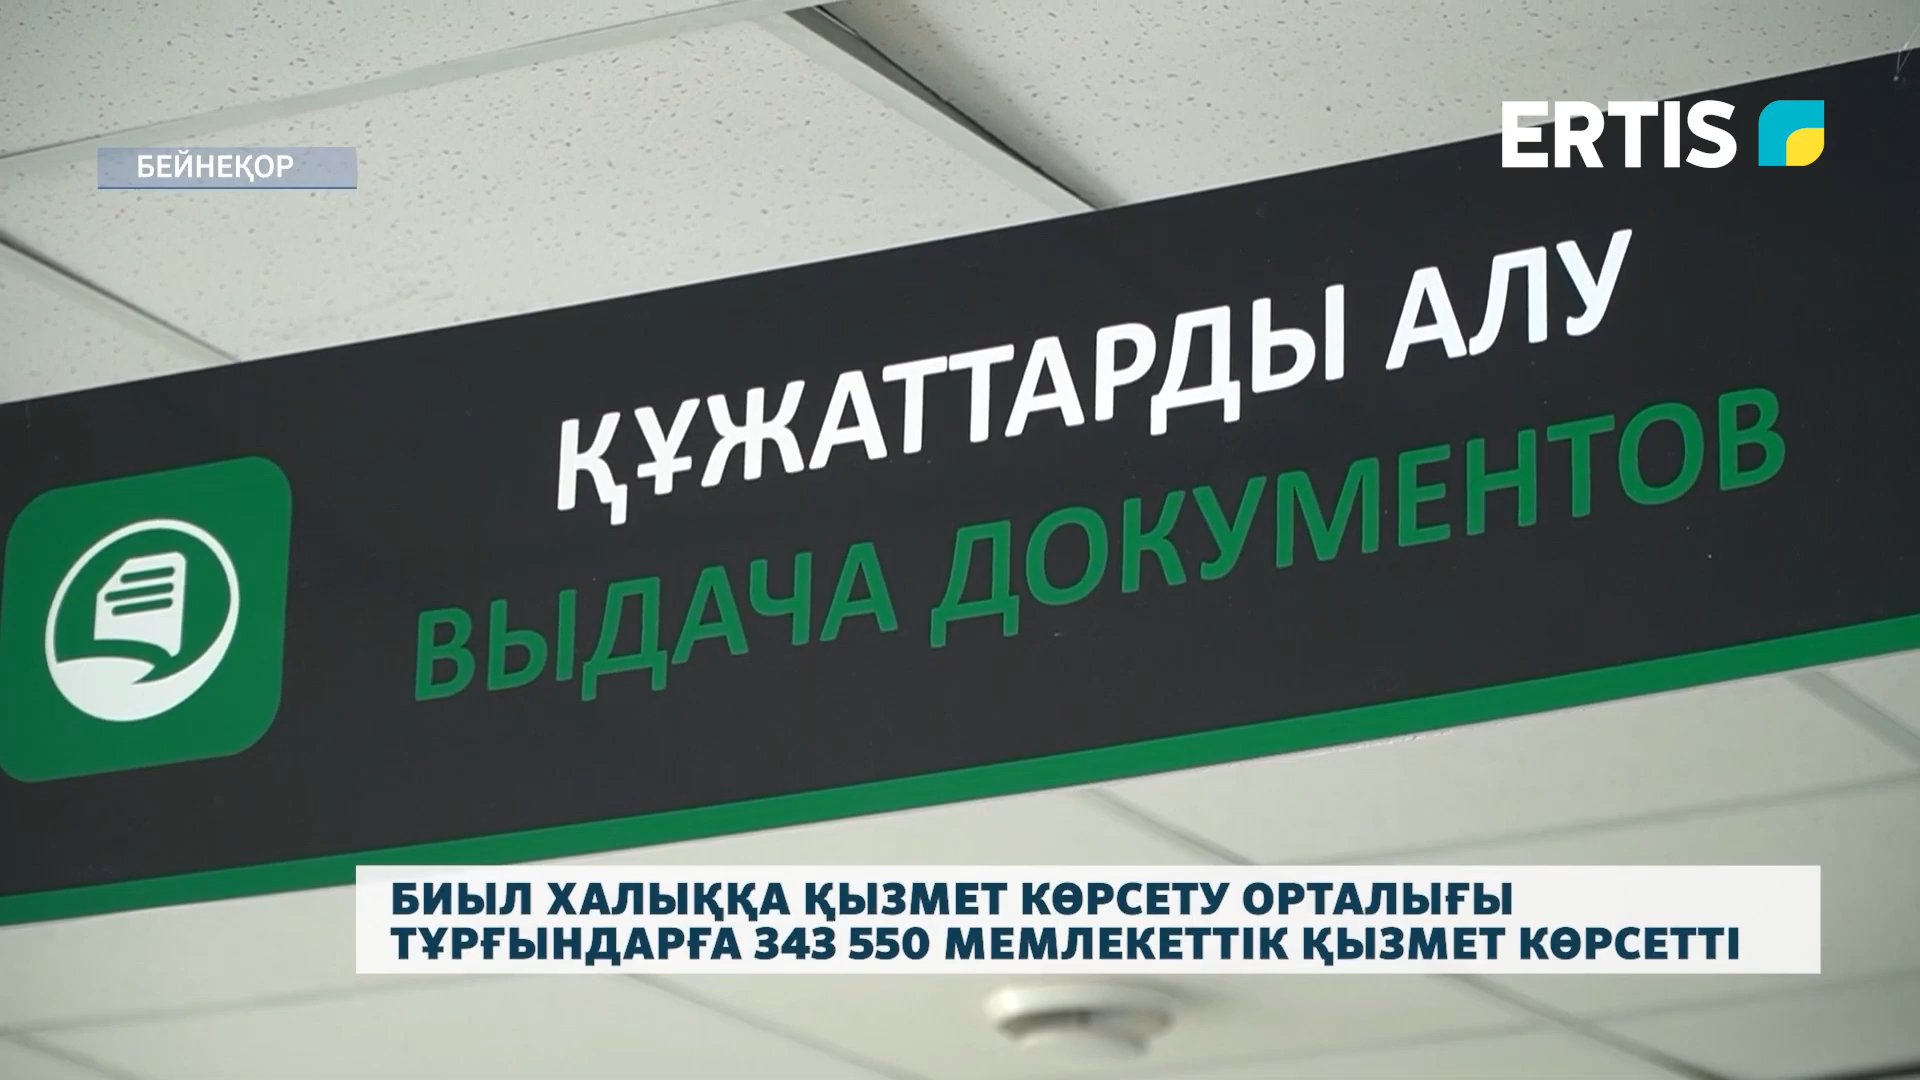 ERTIS
БЕЙНЕҚОР
ҚҰЖАТТАРДЫ АЛУ
ВЫДАЧА ДОКУМЕНТОВ
БИЫЛ ХАЛЫҚҚА ҚЫЗМЕТ КӨРСЕТУ ОРТАЛЫҒЫ
ТҰРҒЫНДАРҒА 343 550 МЕМЛЕКЕТТІК ҚЫЗМЕТ КӨРСЕТТІ